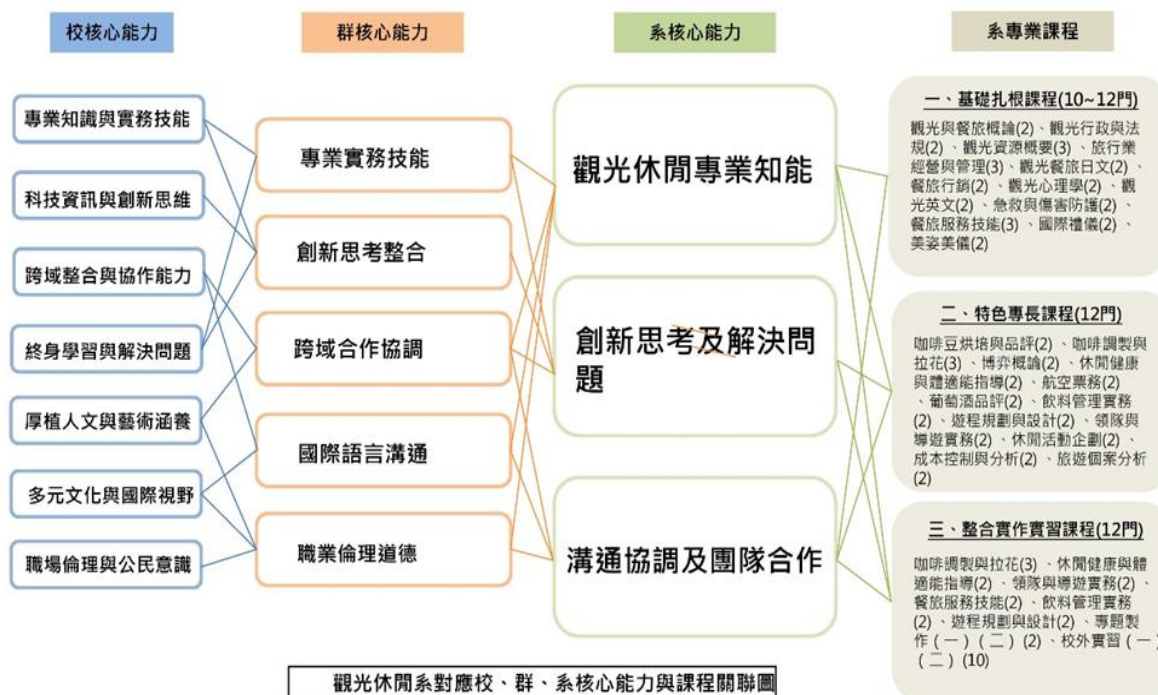 校核心能力
群核心能力
系核心能力
系專業課程
專業知識與實務技能
科技資訊與創新思維
跨域整合與協作能力
終身學習與解決問題
厚植人文與藝術涵養
多元文化與國際視野
職場倫理與公民意識
專業實務技能
創新思考整合
跨域合作協調
國際語言溝通
職業倫理道德
觀光休閒專業知能
創新思考及解決問
題
溝通協調及團隊合作
一、基礎扎根課程(10~12門)
觀光與餐旅概論(2)、觀光行政與法
規(2)、觀光資源概要(3)、旅行業
經營與管理(3)、觀光餐旅日文(2)、
餐旅行銷(2)、觀光心理學(2)、觀
光英文(2)、急救與傷害防護(2)、
餐旅服務技能(3)、國際禮儀(2)、
美姿美儀(2)
二、特色專長課程(12門)
咖啡豆烘培與品評(2)、咖啡調製與
拉花(3)、博弈概論(2)、休閒健康
與體適能指導(2)、航空票務(2)
、葡萄酒品評(2)、飲料管理實務
(2)、遊程規劃與設計(2)、領隊與
導遊實務(2)、休閒活動企劃(2)、
成本控制與分析(2)、旅遊個案分析
(2)
三、整合實作實習課程(12門)
咖啡調製與拉花(3)、休閒健康與體
適能指導(2)、領隊與導遊實務(2)、
餐旅服務技能(2)、飲料管理實務
(2)、遊程規劃與設計(2)、專題製
作(一)(二)(2)、校外實習(一)
(二)(10)
觀光休閒系對應校、群、系核心能力與課程關聯圖